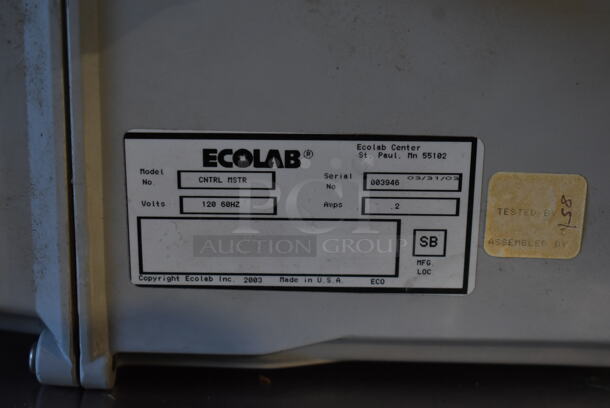 ECOLAB®
Ecolab Center
St. Paul. Mn 55102
Model No. CNTRL MSTR
Serial No 003946 03/31/03
Volts 120 60HZ
Amps .2
SB
MFG LOC
Copyright Ecolab Inc. 2003 Made in U.S.A. ECO
TESTED BY
ASSEMBLED BY
PCI
AUCTION GROUP